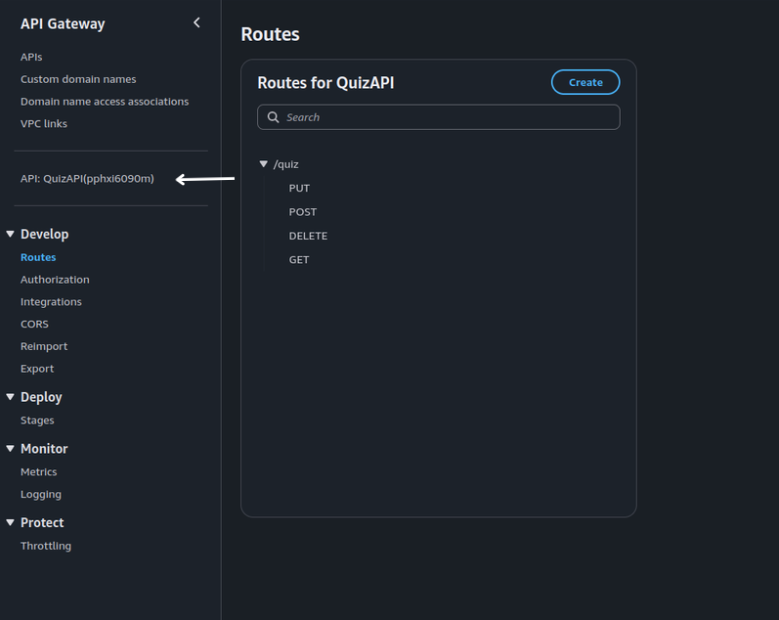 API Gateway
APIs
Custom domain names
Domain name access associations
VPC links
API: QuizAPI(pphxi6090m)
Develop
Routes
Authorization
Integrations
CORS
Reimport
Export
Deploy
Stages
Monitor
Metrics
Logging
Protect
Throttling
Routes
Routes for QuizAPI
Create
Search
/quiz
PUT
POST
DELETE
GET